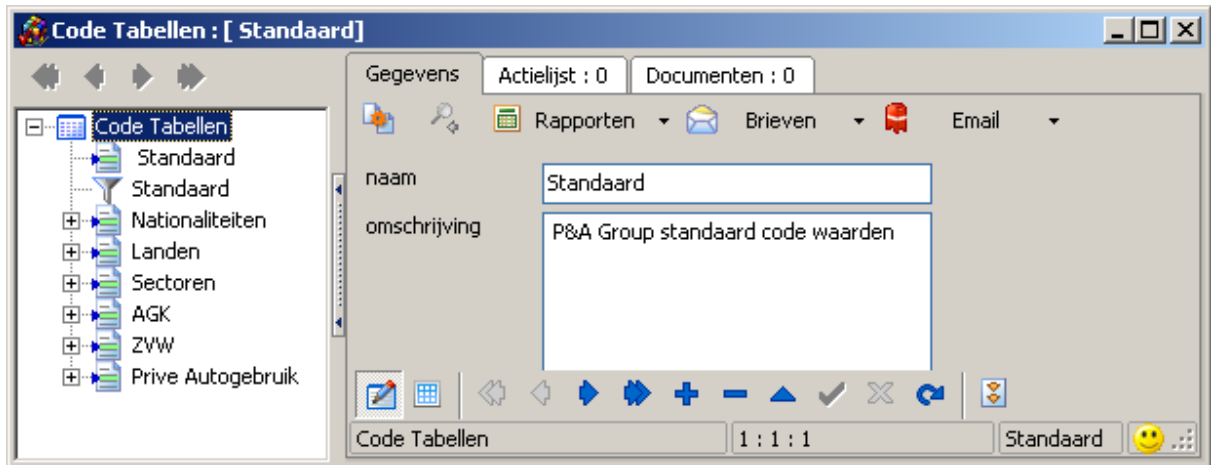 Code Tabellen : [ Standaard]
Gegevens Actielijst : 0 Documenten : 0
Rapporten Brieven Email
Code Tabellen
Standaard
Standaard
Nationaliteiten
Landen
Sectoren
AGK
ZVW
Prive Autogebruik
naam Standaard
omschrijving P&A Group standaard code waarden
Code Tabellen 1 : 1 : 1 Standaard